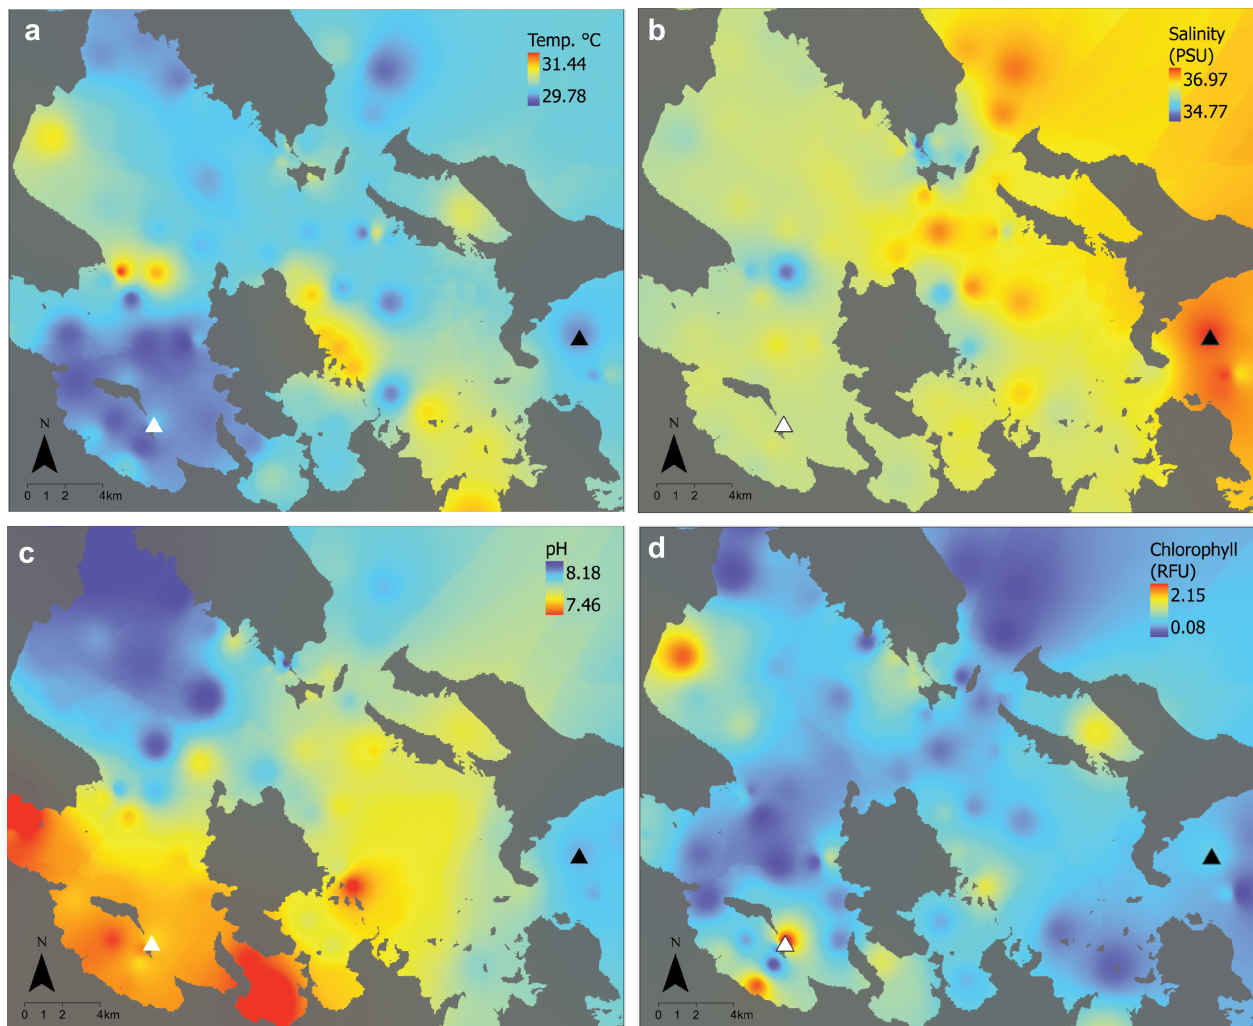 a
Temp. °C
31.44
29.78
N
0 1 2 4km
b
Salinity
(PSU)
36.97
34.77
N
0 1 2 4km
c
pH
8.18
7.46
N
0 1 2 4km
d
Chlorophyll
(RFU)
2.15
0.08
N
0 1 2 4km